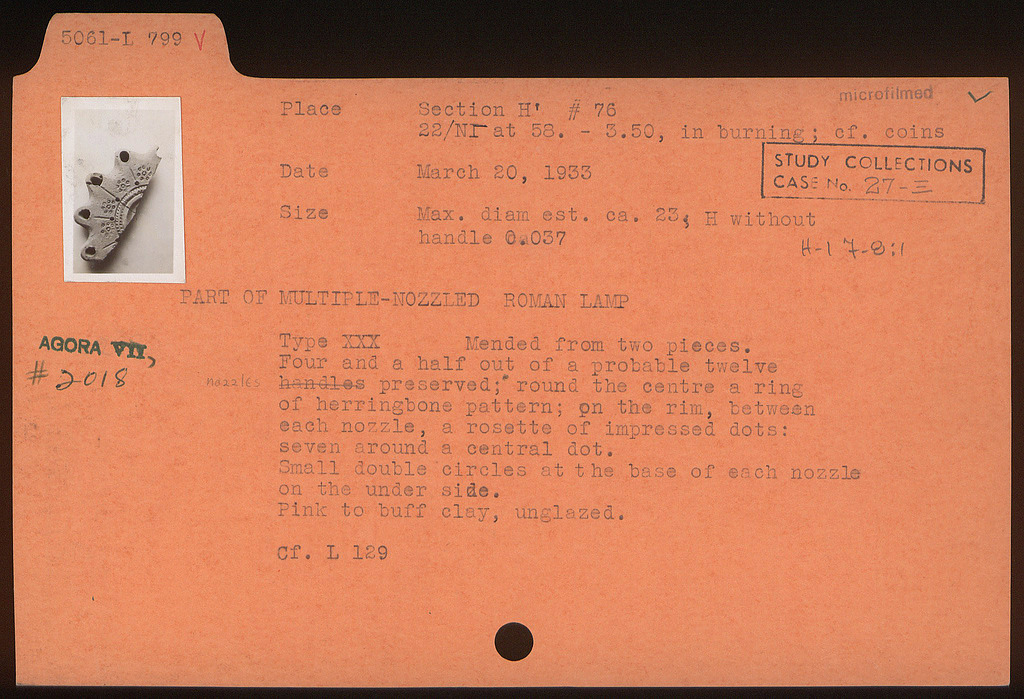 5061-L 799 V
microfilmed ✓
Place Section H' # 76
22/NΓ at 58. - 3.50, in burning; cf. coins
STUDY COLLECTIONS
CASE No. 27-三
Date March 20, 1933
Size Max. diam est. ca. 23, H without
handle 0.037
H-1 7-8:1
PART OF MULTIPLE-NOZZLED ROMAN LAMP
AGORA VII,
# 2018
Type XXX Mended from two pieces.
Four and a half out of a probable twelve
nozzles handles preserved; round the centre a ring
of herringbone pattern; on the rim, between
each nozzle, a rosette of impressed dots:
seven around a central dot.
Small double circles at the base of each nozzle
on the under side.
Pink to buff clay, unglazed.
Cf. L 129